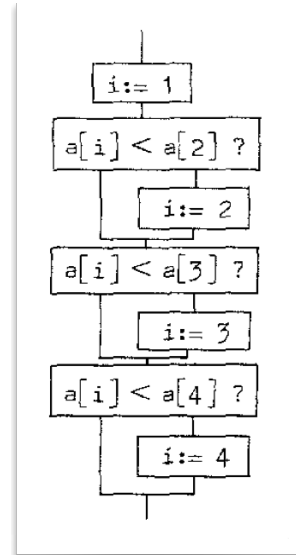 i:= 1
a[i] < a[2] ?
i:= 2
a[i] < a[3] ?
i:= 3
a[i] < a[4] ?
i:= 4